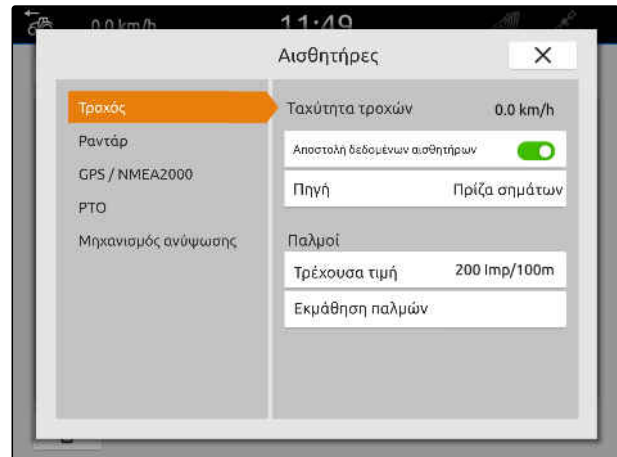 0.0 km/h
11:49
Αισθητήρες
Τροχός
Ραντάρ
GPS / NMEA2000
PTO
Μηχανισμός ανύψωσης
Ταχύτητα τροχών 0.0 km/h
Αποστολή δεδομένων αισθητήρων
Πηγή Πρίζα σημάτων
Παλμοί
Τρέχουσα τιμή 200 Imp/100m
Εκμάθηση παλμών